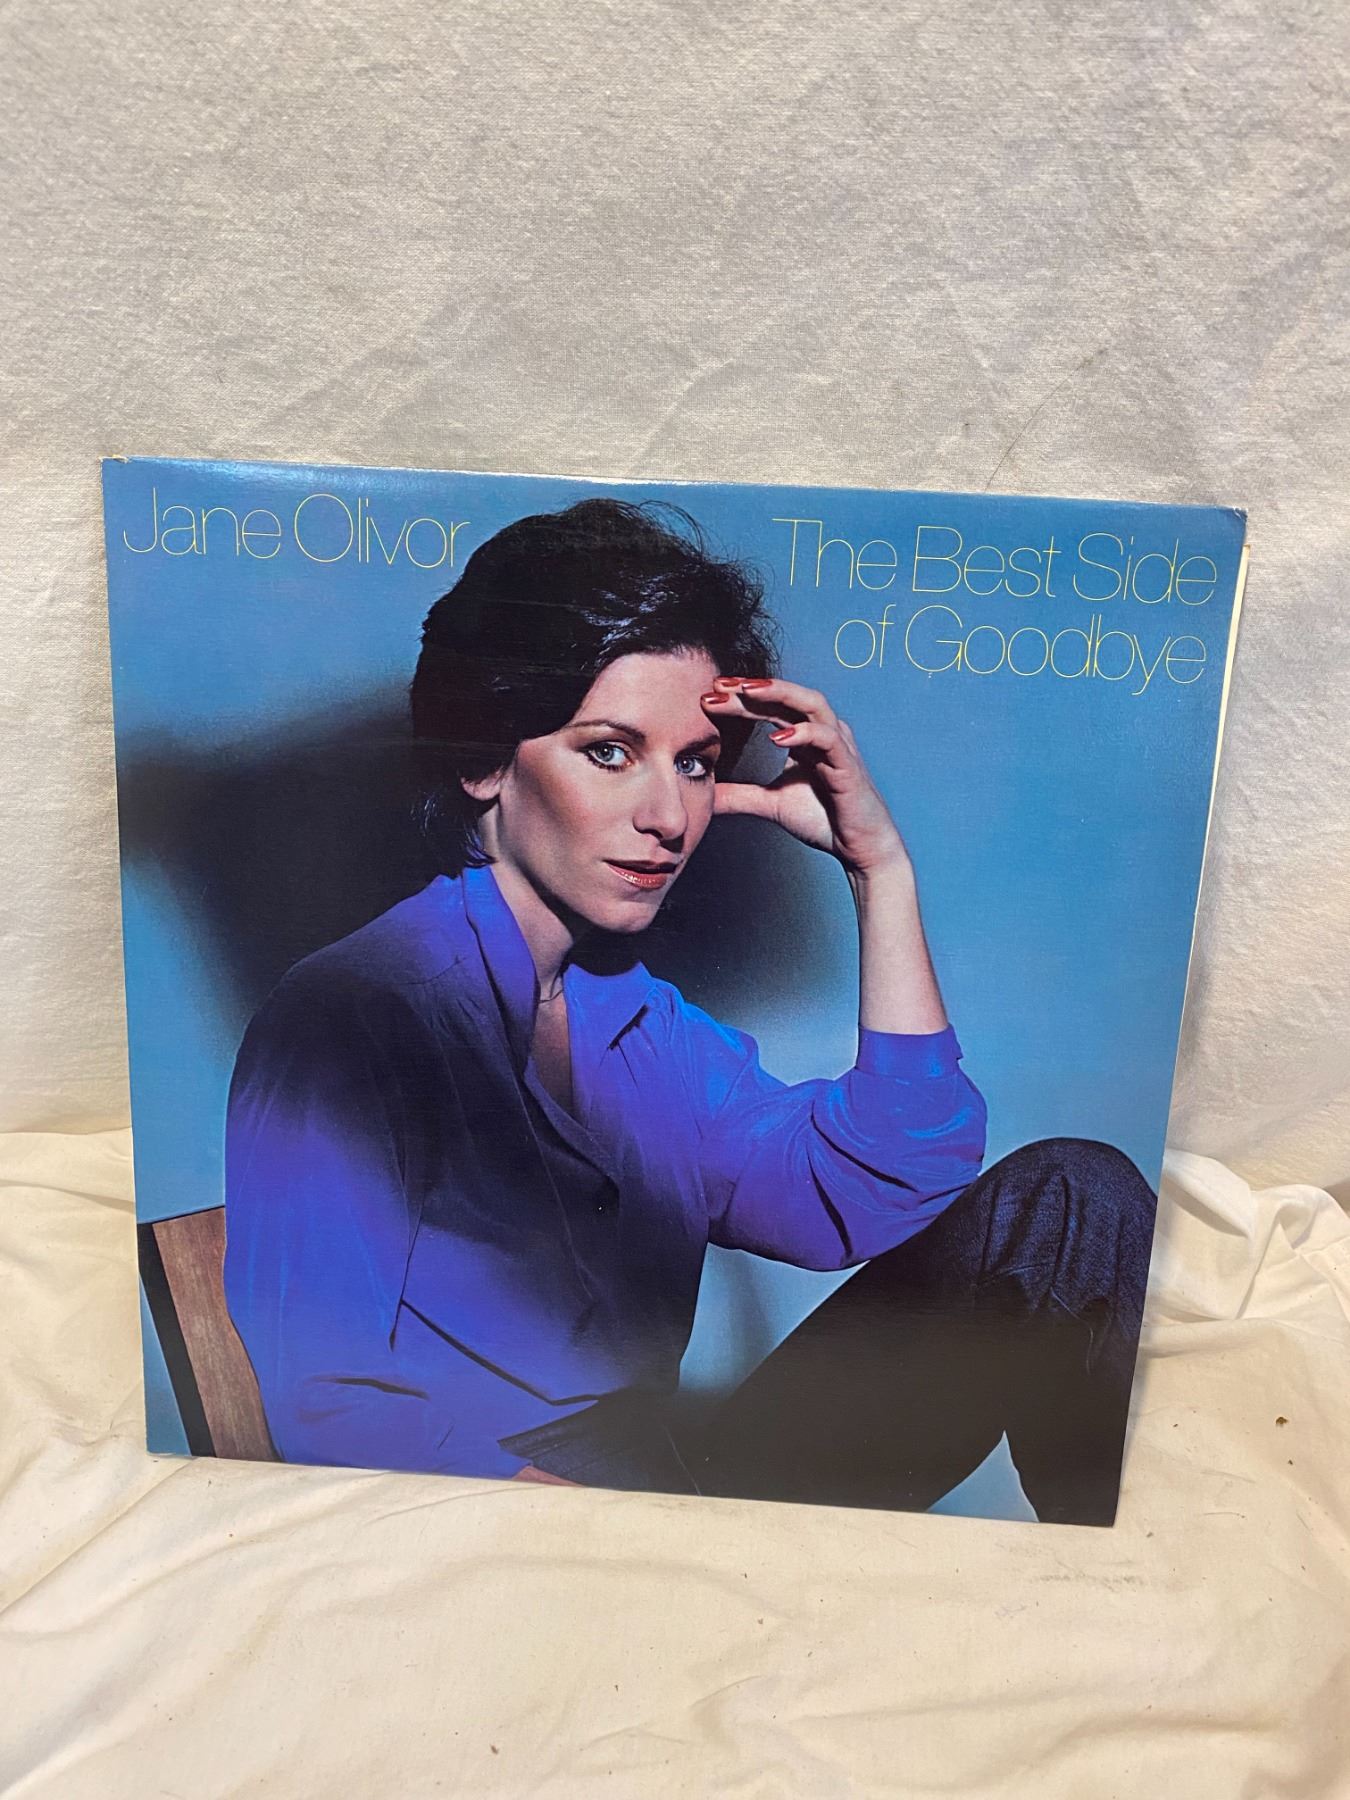 Jane Olivor
The Best Side
of Goodbye